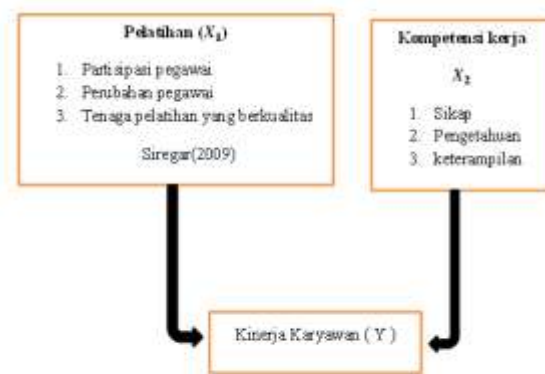 Pelatihan (X₁)
1. Partisipasi pegawai
2. Perubahan pegawai
3. Tenaga pelatihan yang berkualitas
Siregar(2009)
Kompetensi kerja
X₂
1. Sikap
2. Pengetahuan
3. keterampilan
Kinerja Karyawan ( Y )